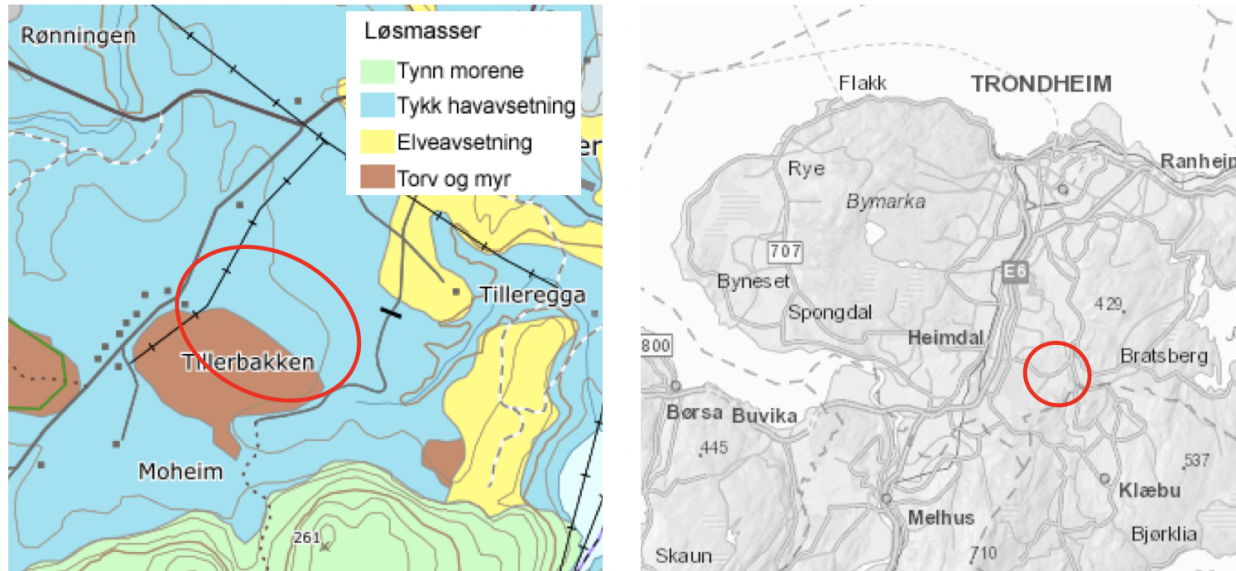 Rønningen
Løsmasser
Tynn morene
Tykk havavsetning
Elveavsetning
Torv og myr
er
Tilleregga
Tillerbakken
Moheim
261
Flakk
TRONDHEIM
Ranheim
Rye
Bymarka
707
E6
Byneset
429
Spongdal
Heimdal
800
Bratsberg
Børsa
Buvika
445
537
Klæbu
Melhus
Bjørklia
Skaun
710